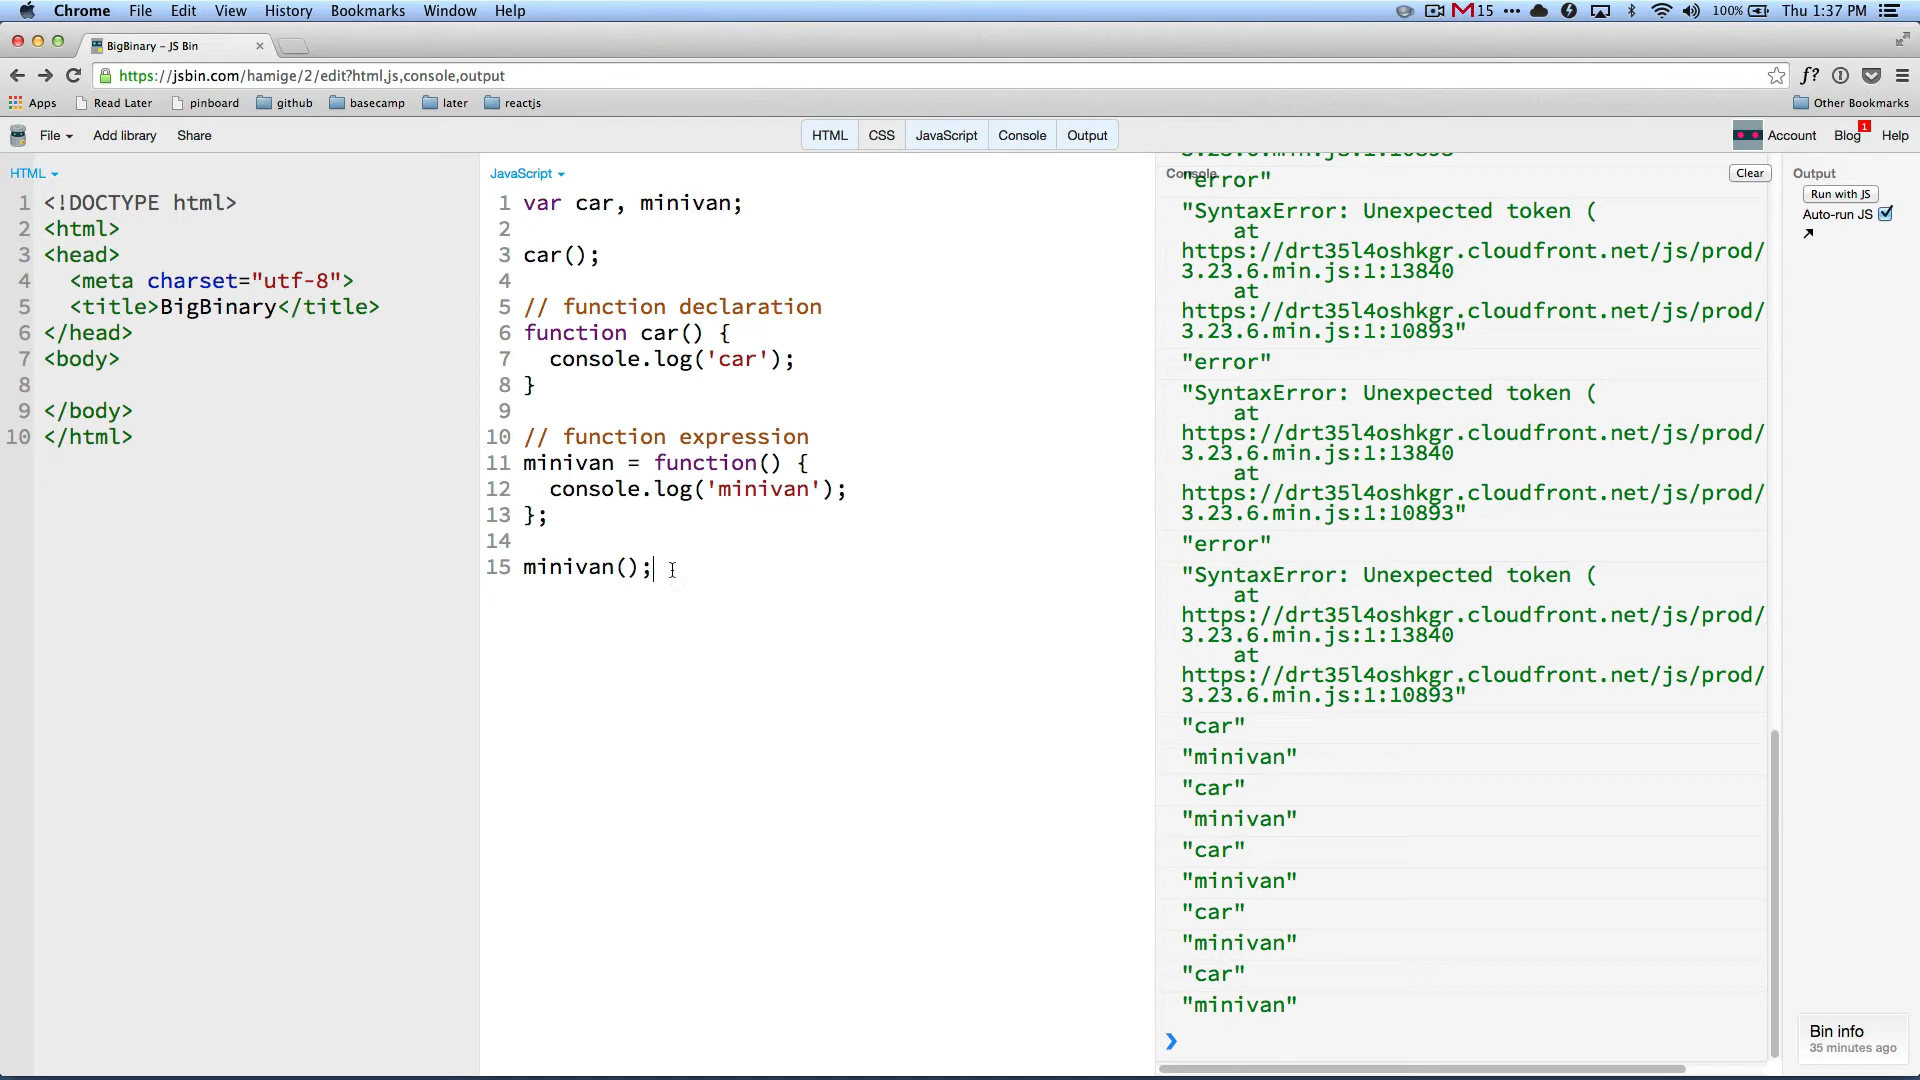 Chrome File Edit View History Bookmarks Window Help 15 100% Thu 1:37 PM
BigBinary - JS Bin
https://jsbin.com/hamige/2/edit?html,js,console,output f?
Apps Read Later pinboard github basecamp later reactjs Other Bookmarks
File Add library Share HTML CSS JavaScript Console Output Account Blog 1 Help
HTML
1 <!DOCTYPE html>
2 <html>
3 <head>
4 <meta charset="utf-8">
5 <title>BigBinary</title>
6 </head>
7 <body>
8
9 </body>
10 </html>
JavaScript
1 var car, minivan;
2
3 car();
4
5 // function declaration
6 function car() {
7 console.log('car');
8 }
9
10 // function expression
11 minivan = function() {
12 console.log('minivan');
13 };
14
15 minivan();
Console Clear
3.23.6.min.js:1:10893"
"error"
"SyntaxError: Unexpected token (
at
https://drt35l4oshkgr.cloudfront.net/js/prod/
3.23.6.min.js:1:13840
at
https://drt35l4oshkgr.cloudfront.net/js/prod/
3.23.6.min.js:1:10893"
"error"
"SyntaxError: Unexpected token (
at
https://drt35l4oshkgr.cloudfront.net/js/prod/
3.23.6.min.js:1:13840
at
https://drt35l4oshkgr.cloudfront.net/js/prod/
3.23.6.min.js:1:10893"
"error"
"SyntaxError: Unexpected token (
at
https://drt35l4oshkgr.cloudfront.net/js/prod/
3.23.6.min.js:1:13840
at
https://drt35l4oshkgr.cloudfront.net/js/prod/
3.23.6.min.js:1:10893"
"car"
"minivan"
"car"
"minivan"
"car"
"minivan"
"car"
"minivan"
"car"
"minivan"
Output
Run with JS
Auto-run JS
Bin info
35 minutes ago